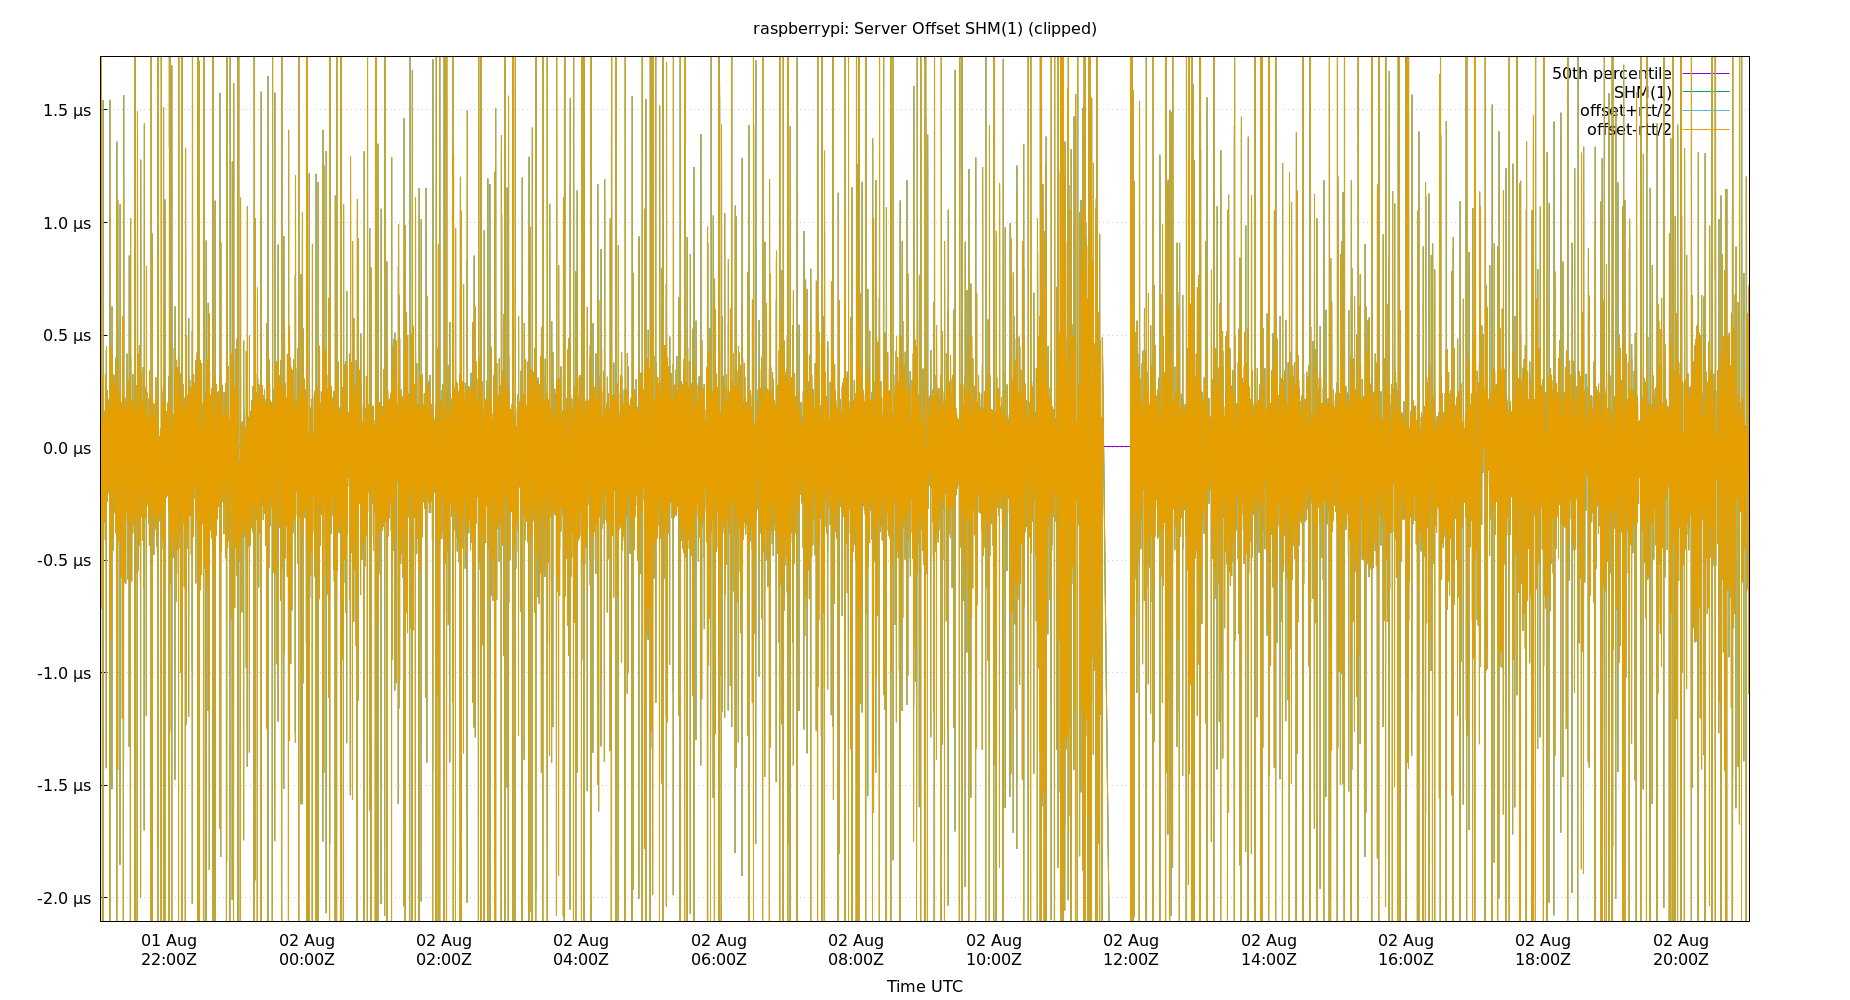 raspberrypi: Server Offset SHM(1) (clipped)
50th percentile
SHM(1)
offset+rtt/2
offset-rtt/2
1.5 µs
1.0 µs
0.5 µs
0.0 µs
-0.5 µs
-1.0 µs
-1.5 µs
-2.0 µs
01 Aug 02 Aug 02 Aug 02 Aug 02 Aug 02 Aug 02 Aug 02 Aug 02 Aug 02 Aug 02 Aug 02 Aug
22:00Z 00:00Z 02:00Z 04:00Z 06:00Z 08:00Z 10:00Z 12:00Z 14:00Z 16:00Z 18:00Z 20:00Z
Time UTC